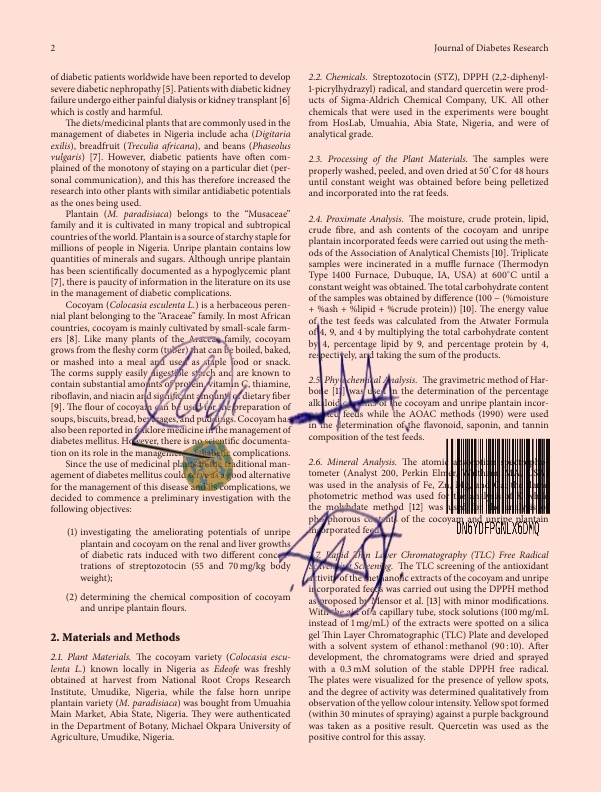 2
Journal of Diabetes Research
of diabetic patients worldwide have been reported to develop
severe diabetic nephropathy [5]. Patients with diabetic kidney
failure undergo either painful dialysis or kidney transplant [6]
which is costly and harmful.
The diets/medicinal plants that are commonly used in the
management of diabetes in Nigeria include acha (Digitaria
exilis), breadfruit (Treculia africana), and beans (Phaseolus
vulgaris) [7]. However, diabetic patients have often com-
plained of the monotony of staying on a particular diet (per-
sonal communication), and this has therefore increased the
research into other plants with similar antidiabetic potentials
as the ones being used.
Plantain (M. paradisiaca) belongs to the "Musaceae"
family and it is cultivated in many tropical and subtropical
countries of the world. Plantain is a source of starchy staple for
millions of people in Nigeria. Unripe plantain contains low
quantities of minerals and sugars. Although unripe plantain
has been scientifically documented as a hypoglycemic plant
[7], there is paucity of information in the literature on its use
in the management of diabetic complications.
Cocoyam (Colocasia esculenta L.) is a herbaceous peren-
nial plant belonging to the "Araceae" family. In most African
countries, cocoyam is mainly cultivated by small-scale farm-
ers [8]. Like many plants of the Araceae family, cocoyam
grows from the fleshy corm (tuber) that can be boiled, baked,
or mashed into a meal and used as staple food or snack.
The corms supply easily digestible starch and are known to
contain substantial amounts of protein, vitamin C, thiamine,
riboflavin, and niacin and significant amounts of dietary fiber
[9]. The flour of cocoyam can be used for the preparation of
soups, biscuits, bread, beverages, and puddings. Cocoyam has
also been reported in folklore medicine in the management of
diabetes mellitus. However, there is no scientific documenta-
tion on its role in the management of diabetic complications.
Since the use of medicinal plants in the traditional man-
agement of diabetes mellitus could serve as a good alternative
for the management of this disease and its complications, we
decided to commence a preliminary investigation with the
following objectives:
(1) investigating the ameliorating potentials of unripe
plantain and cocoyam on the renal and liver growths
of diabetic rats induced with two different concen-
trations of streptozotocin (55 and 70 mg/kg body
weight);
(2) determining the chemical composition of cocoyam
and unripe plantain flours.
2. Materials and Methods
2.1. Plant Materials. The cocoyam variety (Colocasia escu-
lenta L.) known locally in Nigeria as Edeofe was freshly
obtained at harvest from National Root Crops Research
Institute, Umudike, Nigeria, while the false horn unripe
plantain variety (M. paradisiaca) was bought from Umuahia
Main Market, Abia State, Nigeria. They were authenticated
in the Department of Botany, Michael Okpara University of
Agriculture, Umudike, Nigeria.
2.2. Chemicals. Streptozotocin (STZ), DPPH (2,2-diphenyl-
1-picrylhydrazyl) radical, and standard quercetin were prod-
ucts of Sigma-Aldrich Chemical Company, UK. All other
chemicals that were used in the experiments were bought
from HosLab, Umuahia, Abia State, Nigeria, and were of
analytical grade.
2.3. Processing of the Plant Materials. The samples were
properly washed, peeled, and oven dried at 50°C for 48 hours
until constant weight was obtained before being pelletized
and incorporated into the rat feeds.
2.4. Proximate Analysis. The moisture, crude protein, lipid,
crude fibre, and ash contents of the cocoyam and unripe
plantain incorporated feeds were carried out using the meth-
ods of the Association of Analytical Chemists [10]. Triplicate
samples were incinerated in a muffle furnace (Thermodyn
Type 1400 Furnace, Dubuque, IA, USA) at 600°C until a
constant weight was obtained. The total carbohydrate content
of the samples was obtained by difference (100 − (%moisture
+ %ash + %lipid + %crude protein)) [10]. The energy value
of the test feeds was calculated from the Atwater Formula
of 4, 9, and 4 by multiplying the total carbohydrate content
by 4, percentage lipid by 9, and percentage protein by 4,
respectively, and taking the sum of the products.
2.5. Phytochemical Analysis. The gravimetric method of Har-
bone [11] was used in the determination of the percentage
alkaloid contents of the cocoyam and unripe plantain incor-
porated feeds while the AOAC methods (1990) were used
in the determination of the flavonoid, saponin, and tannin
composition of the test feeds.
2.6. Mineral Analysis. The atomic absorption spectropho-
tometer (Analyst 200, Perkin Elmer, Waltham, MA, USA)
was used in the analysis of Fe, Zn,
photometric method was used for the analysis of
the molybdate method [12] was used for the
phosphorous contents of the cocoyam and unripe plantain
incorporated feeds.
DN6YDFPGMLX6DMQ
2.7. Rapid Thin Layer Chromatography (TLC) Free Radical
Scavenging Screening. The TLC screening of the antioxidant
activity of the methanolic extracts of the cocoyam and unripe
incorporated feeds was carried out using the DPPH method
as proposed by Mensor et al. [13] with minor modifications.
With the aid of a capillary tube, stock solutions (100 mg/mL
instead of 1 mg/mL) of the extracts were spotted on a silica
gel Thin Layer Chromatographic (TLC) Plate and developed
with a solvent system of ethanol : methanol (90 : 10). After
development, the chromatograms were dried and sprayed
with a 0.3 mM solution of the stable DPPH free radical.
The plates were visualized for the presence of yellow spots,
and the degree of activity was determined qualitatively from
observation of the yellow colour intensity. Yellow spot formed
(within 30 minutes of spraying) against a purple background
was taken as a positive result. Quercetin was used as the
positive control for this assay.